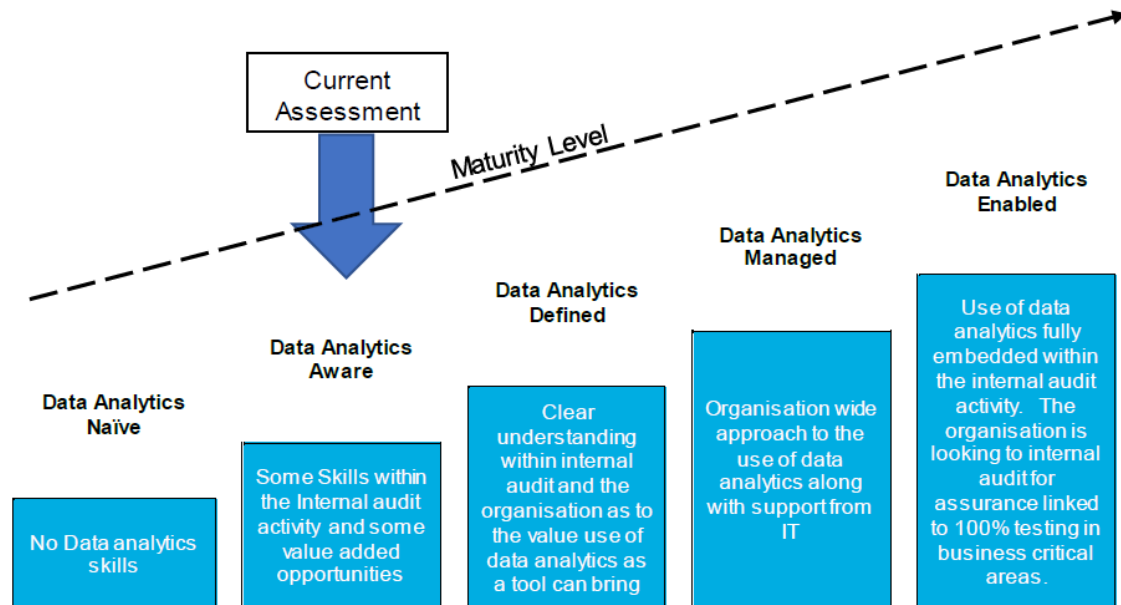 Current
Assessment
Maturity Level
Data Analytics
Naïve
No Data analytics
skills
Data Analytics
Aware
Some Skills within
the Internal audit
activity and some
value added
opportunities
Data Analytics
Defined
Clear
understanding
within internal
audit and the
organisation as to
the value use of
data analytics as
a tool can bring
Data Analytics
Managed
Organisation wide
approach to the
use of data
analytics along
with support from
IT
Data Analytics
Enabled
Use of data
analytics fully
embedded within
the internal audit
activity. The
organisation is
looking to internal
audit for
assurance linked
to 100% testing in
business critical
areas.